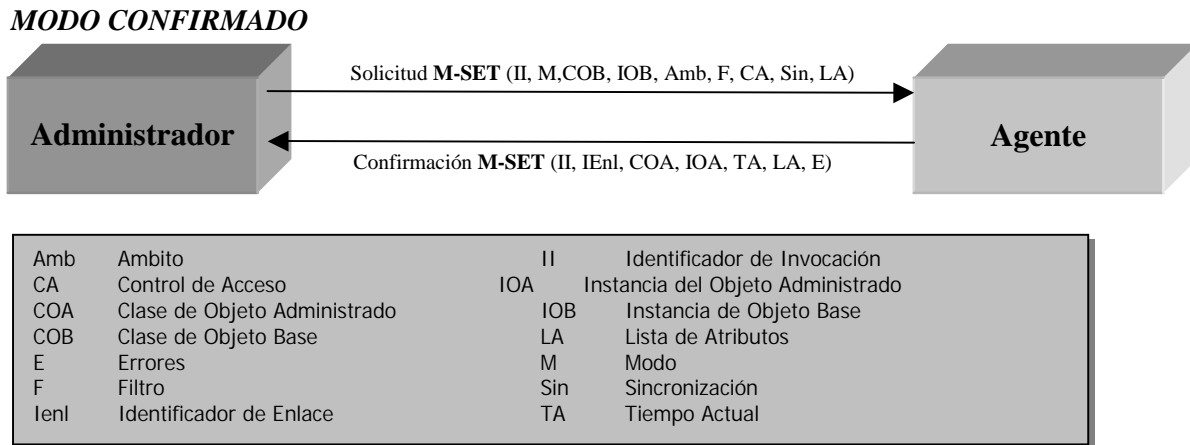 MODO CONFIRMADO
Solicitud M-SET (II, M,COB, IOB, Amb, F, CA, Sin, LA)
Administrador
Agente
Confirmación M-SET (II, IEnl, COA, IOA, TA, LA, E)
Amb Ambito II Identificador de Invocación
CA Control de Acceso IOA Instancia del Objeto Administrado
COA Clase de Objeto Administrado IOB Instancia de Objeto Base
COB Clase de Objeto Base LA Lista de Atributos
E Errores M Modo
F Filtro Sin Sincronización
Ienl Identificador de Enlace TA Tiempo Actual